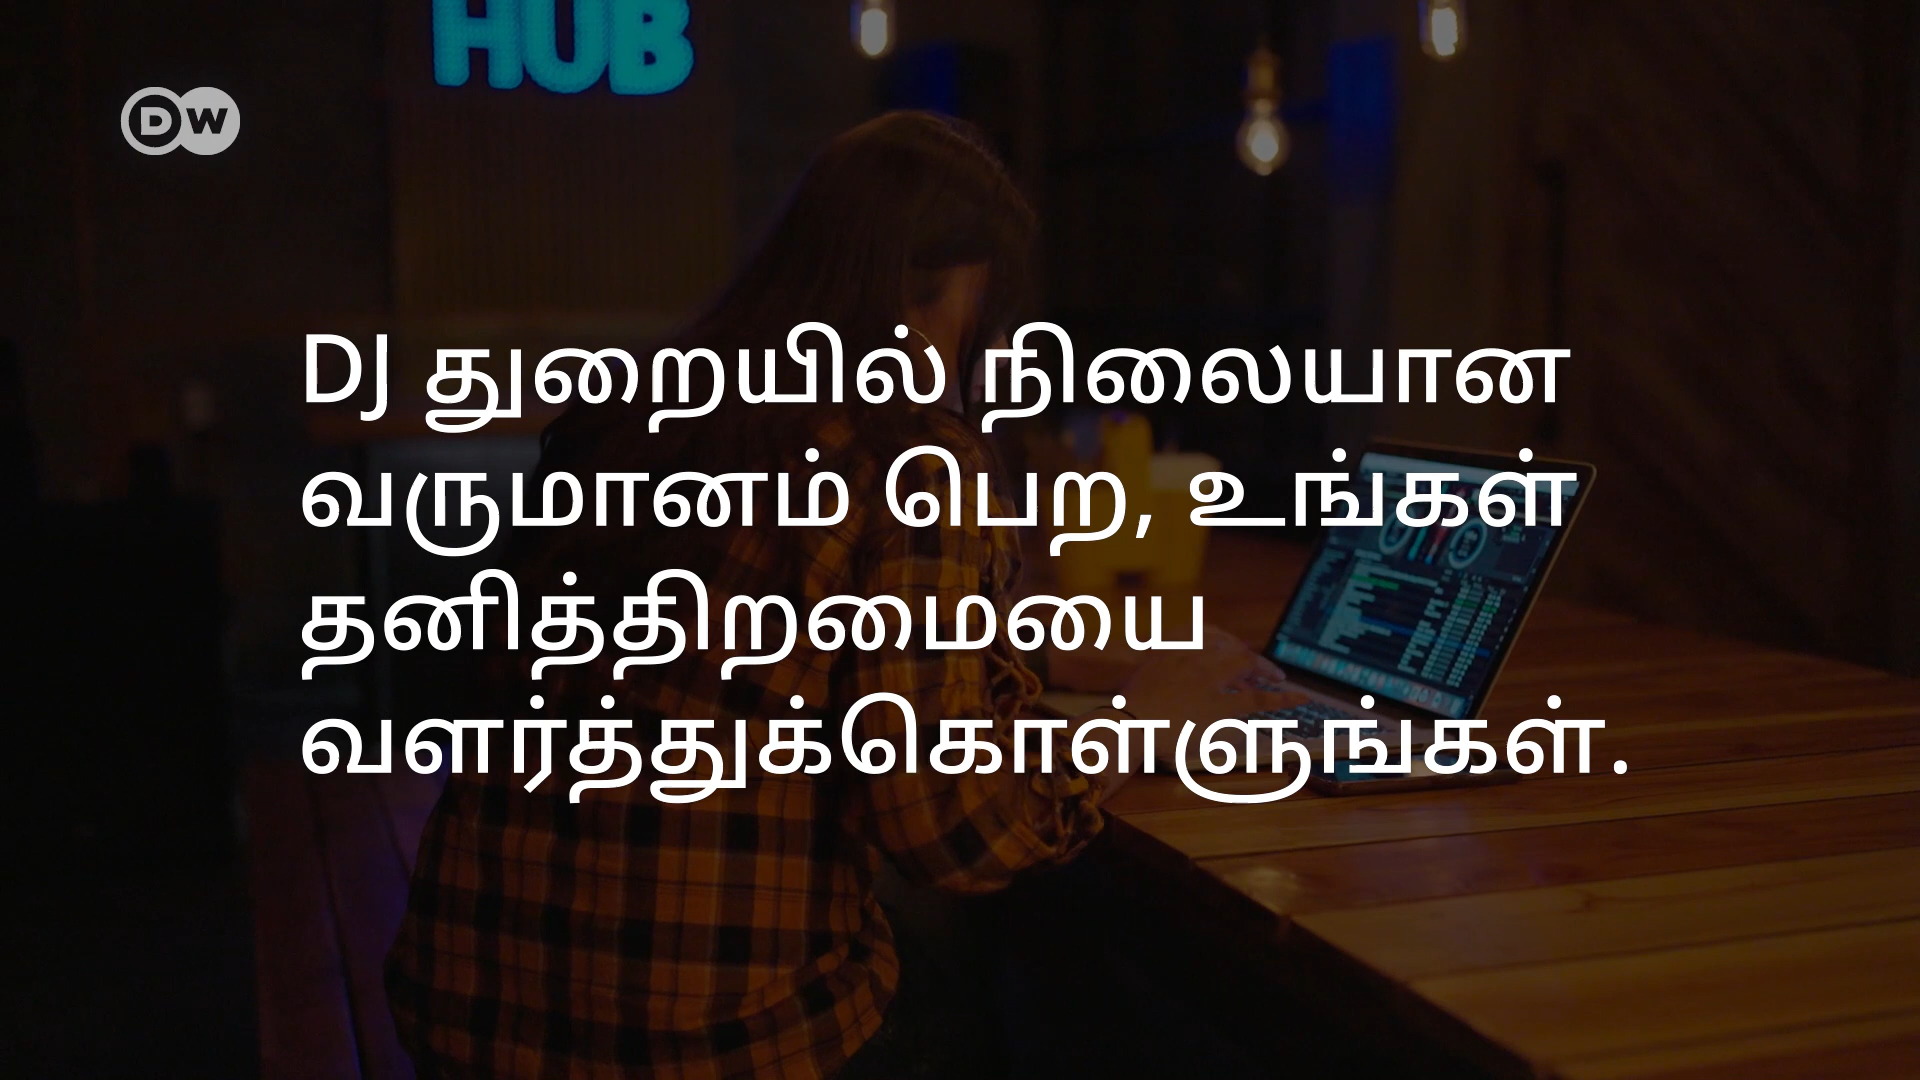 HUB
DW
DJ துறையில் நிலையான
வருமானம் பெற, உங்கள்
தனித்திறமையை
வளர்த்துக்கொள்ளுங்கள்.